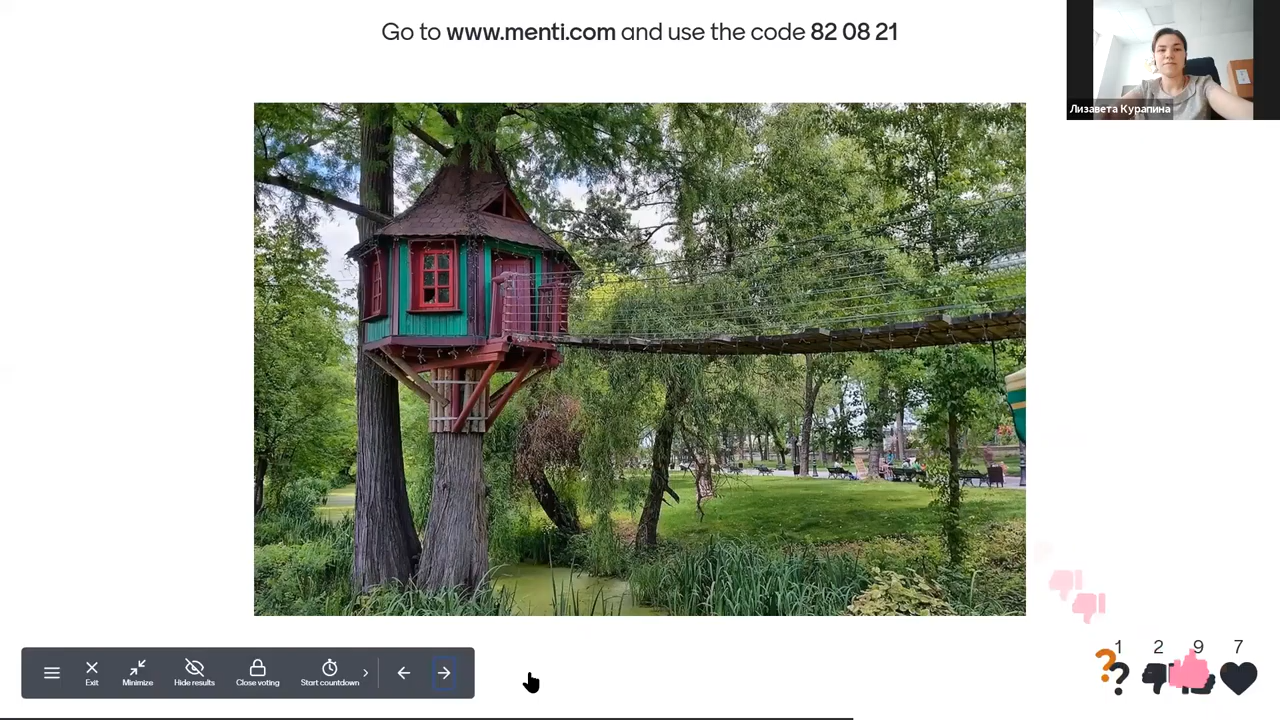 Go to www.menti.com and use the code 82 08 21
Лизавета Курапина
1 2 9 7
Exit Minimize Hide results Close voting Start countdown